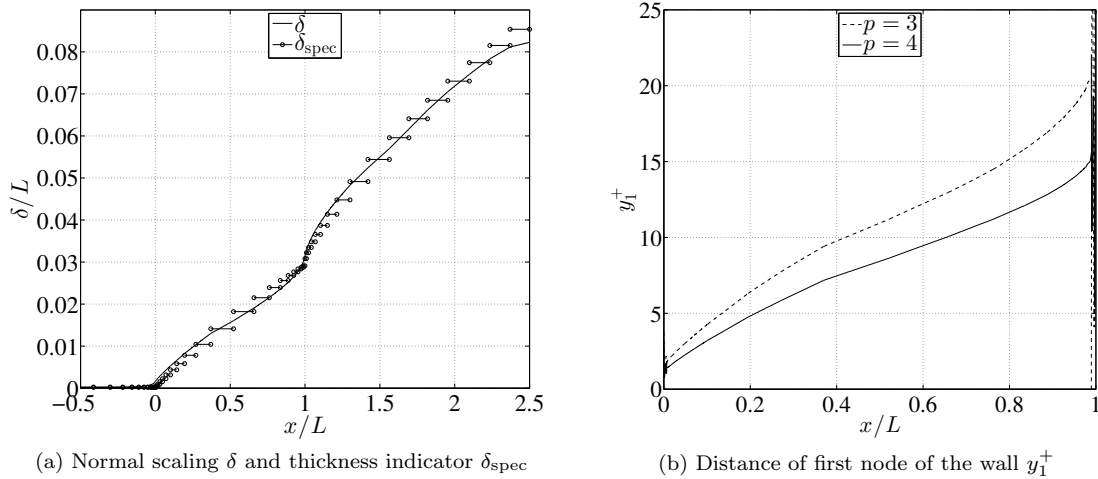 δ
δspec
0.08
0.07
0.06
0.05
0.04
0.03
0.02
0.01
0
δ/L
-0.5 0 0.5 1 1.5 2 2.5
x/L
(a) Normal scaling δ and thickness indicator δspec
p = 3
p = 4
25
20
15
10
5
0
y1+
0 0.2 0.4 0.6 0.8 1
x/L
(b) Distance of first node of the wall y1+